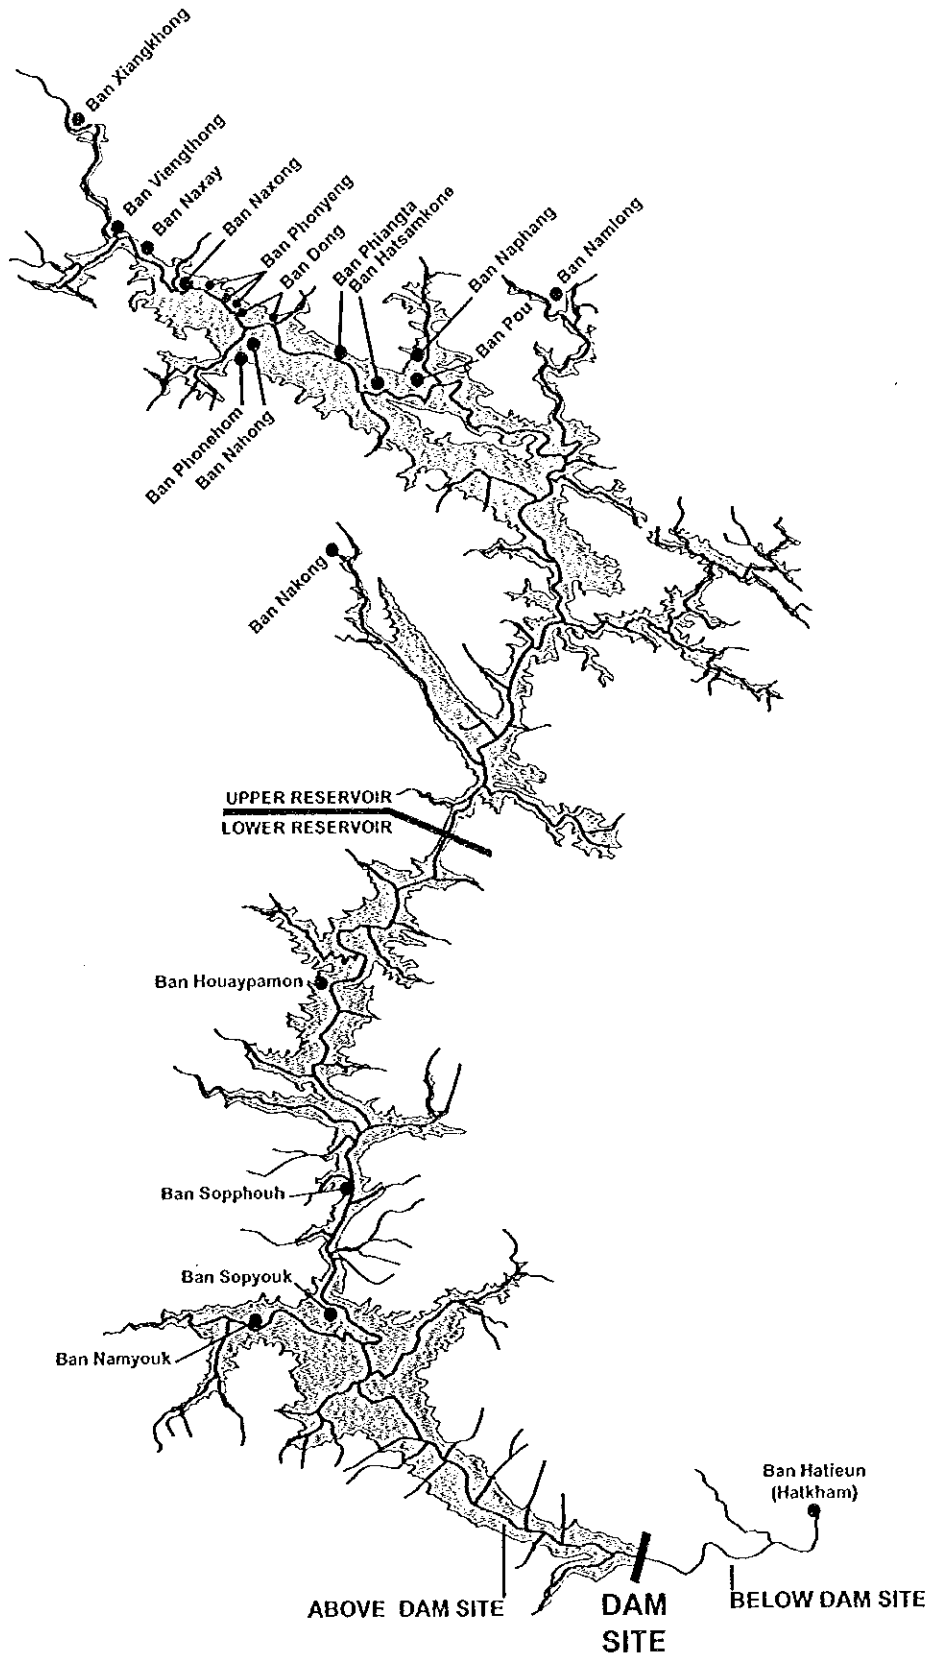 Ban Xiangkhong
Ban Viengthong
Ban Naxay
Ban Naxong
Ban Phonyeng
Ban Dong
Ban Phiangta
Ban Hatsamkone
Ban Naphang
Ban Pou
Ban Namlong
Ban Phonehom
Ban Nahong
Ban Nakong
UPPER RESERVOIR
LOWER RESERVOIR
Ban Houaypamon
Ban Sopphouh
Ban Sopyouk
Ban Namyouk
Ban Hatieun
(Hatkham)
ABOVE DAM SITE
DAM
SITE
BELOW DAM SITE